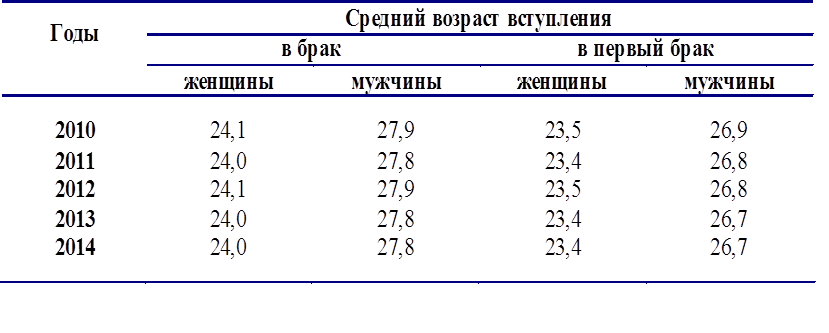 Средний возраст вступления
Годы
в брак в первый брак
женщины мужчины женщины мужчины
2010 24,1 27,9 23,5 26,9
2011 24,0 27,8 23,4 26,8
2012 24,1 27,9 23,5 26,8
2013 24,0 27,8 23,4 26,7
2014 24,0 27,8 23,4 26,7